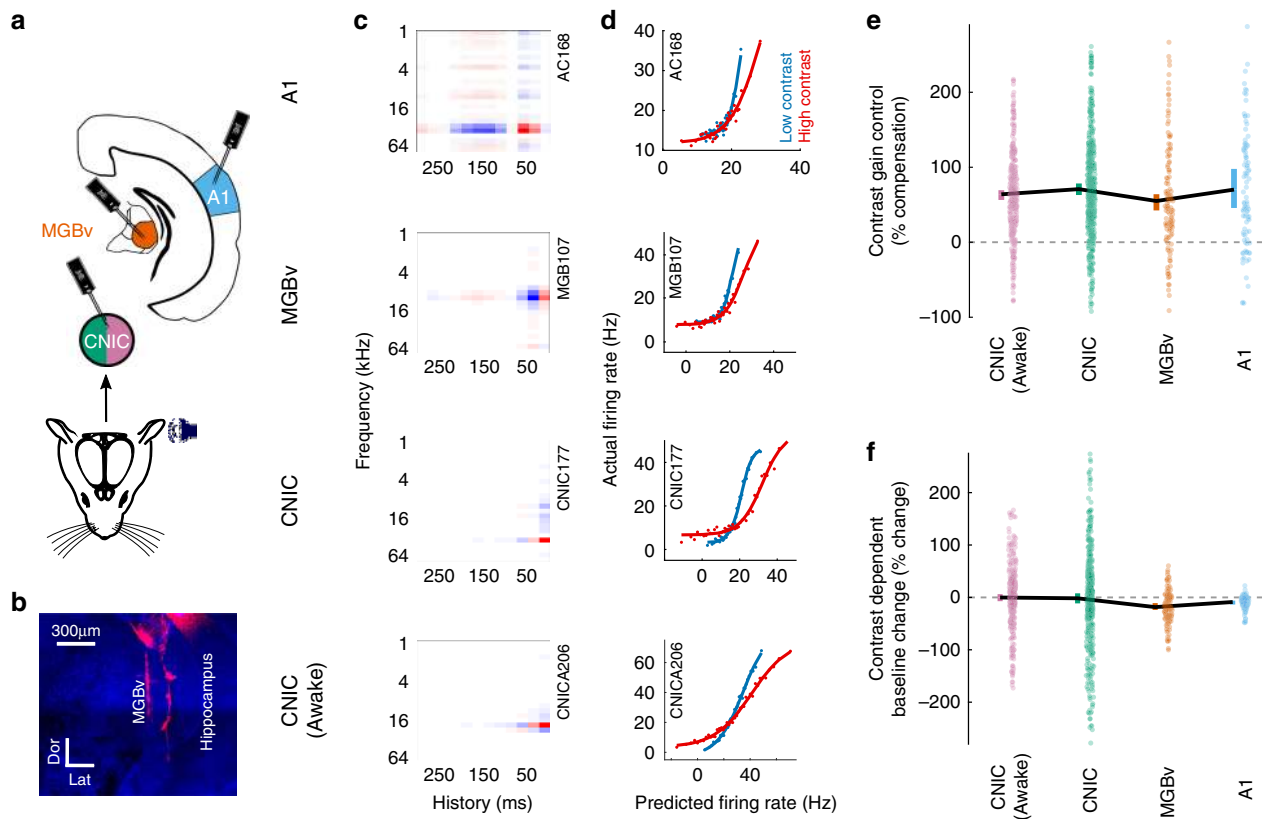 a
A1
MGBv
CNIC
b
300µm
MGBv
Hippocampus
Dor
Lat
c
A1
MGBv
CNIC
CNIC
(Awake)
Frequency (kHz)
1
4
16
64
250 150 50
AC168
1
4
16
64
250 150 50
MGB107
1
4
16
64
250 150 50
CNIC177
1
4
16
64
250 150 50
CNICA206
History (ms)
d
Actual firing rate (Hz)
AC168
40
30
20
10
0 20 40
Low contrast
High contrast
MGB107
40
20
0
0 20 40
CNIC177
40
20
0
0 20 40
CNICA206
60
40
20
0
0 40
Predicted firing rate (Hz)
e
Contrast gain control
(% compensation)
200
100
0
−100
CNIC
(Awake)
CNIC
MGBv
A1
f
Contrast dependent
baseline change (% change)
200
100
0
−100
−200
CNIC
(Awake)
CNIC
MGBv
A1